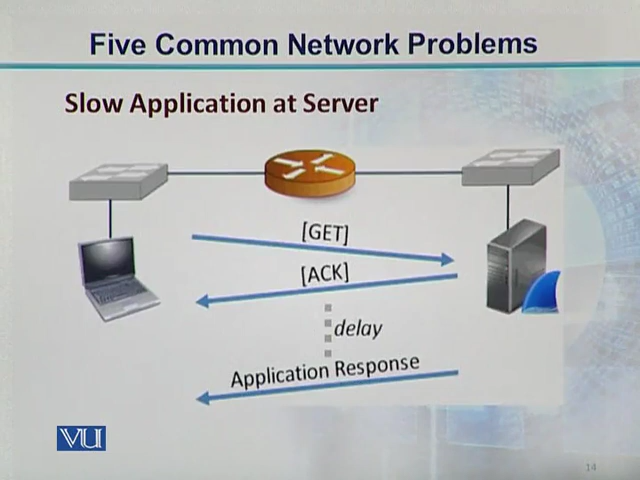 Five Common Network Problems
Slow Application at Server
[GET]
[ACK]
delay
Application Response
VU
14